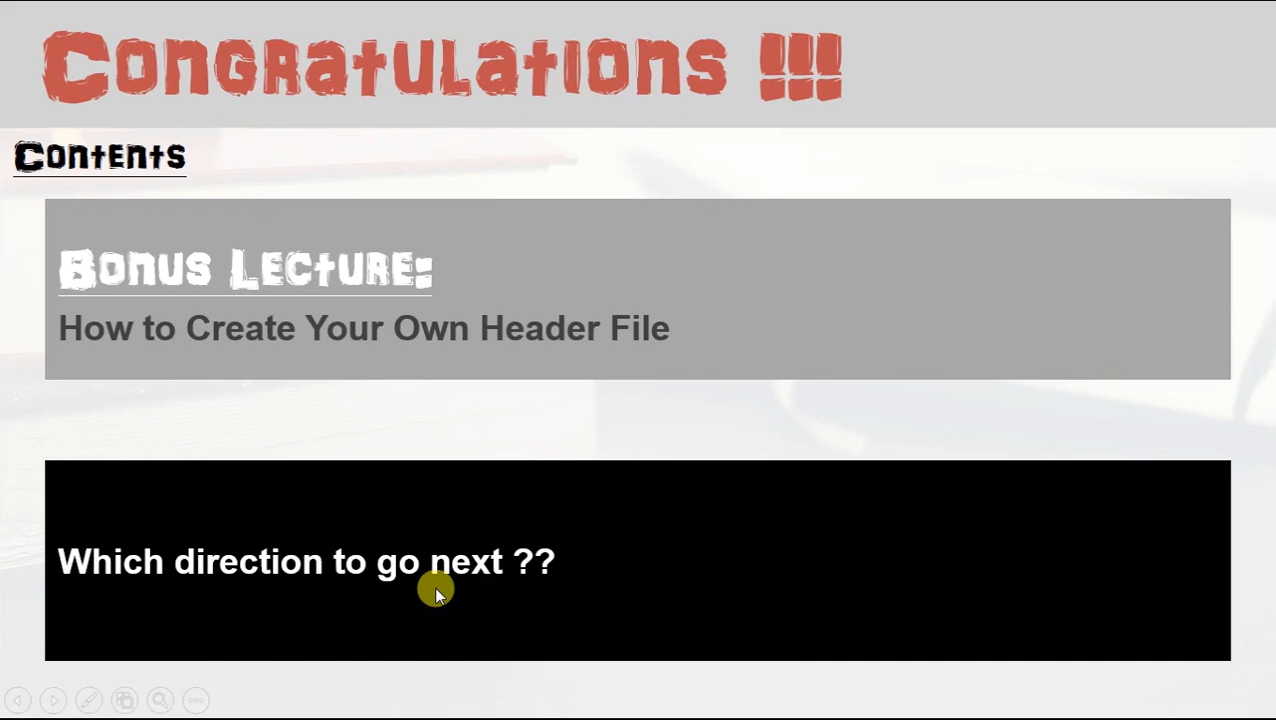 Congratulations !!!
Contents
Bonus Lecture:
How to Create Your Own Header File
Which direction to go next ??